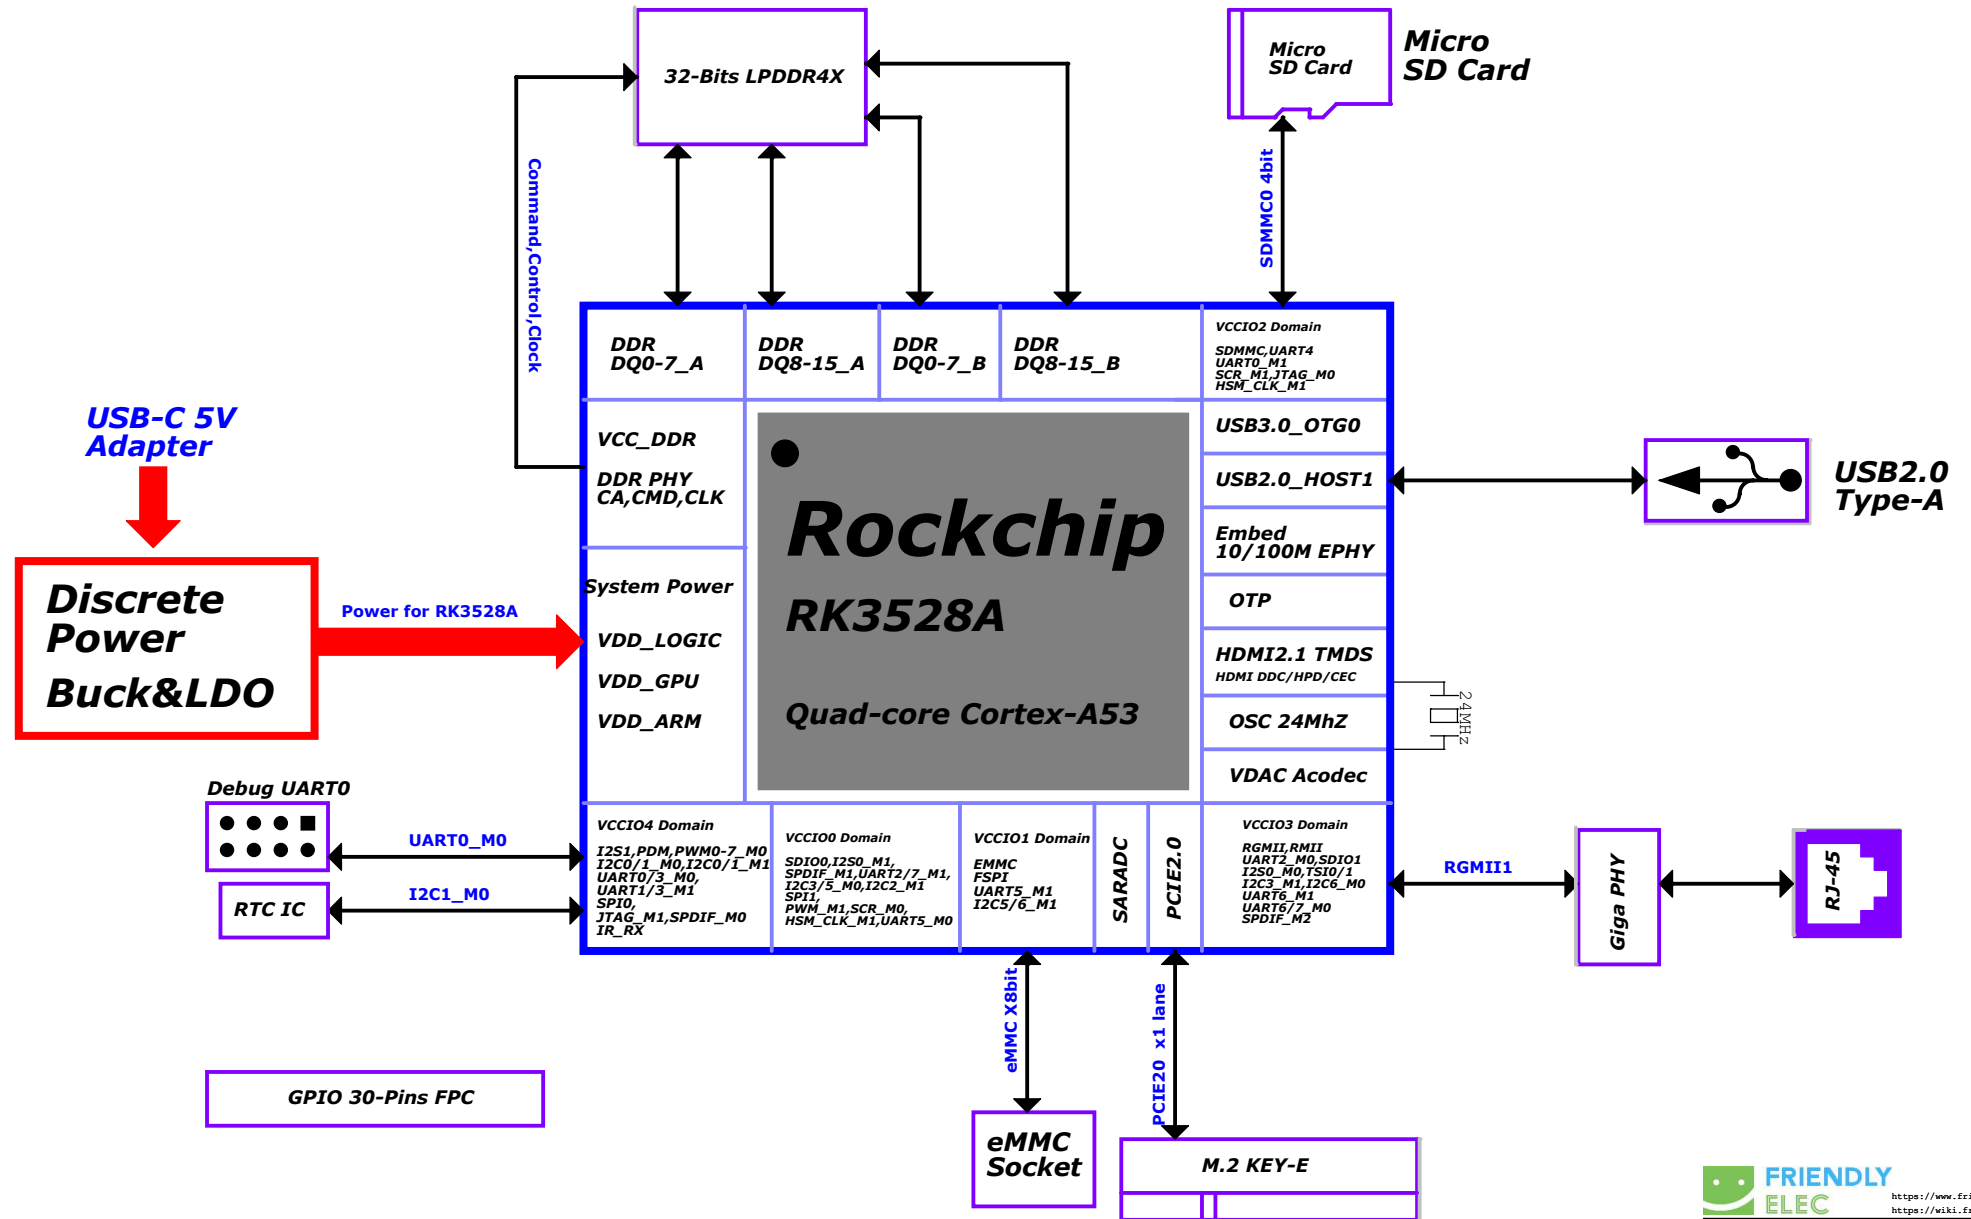 32-Bits LPDDR4X
Micro
SD Card
Micro
SD Card
Command,Control,Clock
SDMMC0 4bit
DDR
DQ0-7_A
DDR
DQ8-15_A
DDR
DQ0-7_B
DDR
DQ8-15_B
VCCIO2 Domain
SDMMC,UART4
UART0_M1
SCR_M1,JTAG_M0
HSM_CLK_M1
USB-C 5V
Adapter
VCC_DDR
DDR PHY
CA,CMD,CLK
USB3.0_OTG0
USB2.0_HOST1
USB2.0
Type-A
Embed
10/100M EPHY
OTP
HDMI2.1 TMDS
HDMI DDC/HPD/CEC
OSC 24MhZ
24MHz
VDAC Acodec
Rockchip
RK3528A
Quad-core Cortex-A53
Discrete
Power
Buck&LDO
Power for RK3528A
System Power
VDD_LOGIC
VDD_GPU
VDD_ARM
Debug UART0
UART0_M0
RTC IC
I2C1_M0
VCCIO4 Domain
I2S1,PDM,PWM0-7_M0
I2C0/1_M0,I2C0/1_M1
UART0/3_M0,
UART1/3_M1
SPI0,
JTAG_M1,SPDIF_M0
IR_RX
VCCIO0 Domain
SDIO0,I2S0_M1,
SPDIF_M1,UART2/7_M1,
I2C3/5_M0,I2C2_M1
SPI1,
PWM_M1,SCR_M0,
HSM_CLK_M1,UART5_M0
VCCIO1 Domain
EMMC
FSPI
UART5_M1
I2C5/6_M1
SARADC
PCIE2.0
VCCIO3 Domain
RGMII,RMII
UART2_M0,SDIO1
I2S0_M0,TSI0/1
I2C3_M1,I2C6_M0
UART6_M1
UART6/7_M0
SPDIF_M2
RGMII1
Giga PHY
RJ-45
eMMC X8bit
PCIE20 x1 lane
GPIO 30-Pins FPC
eMMC
Socket
M.2 KEY-E
FRIENDLY
ELEC
https://www.fri
https://wiki.fr